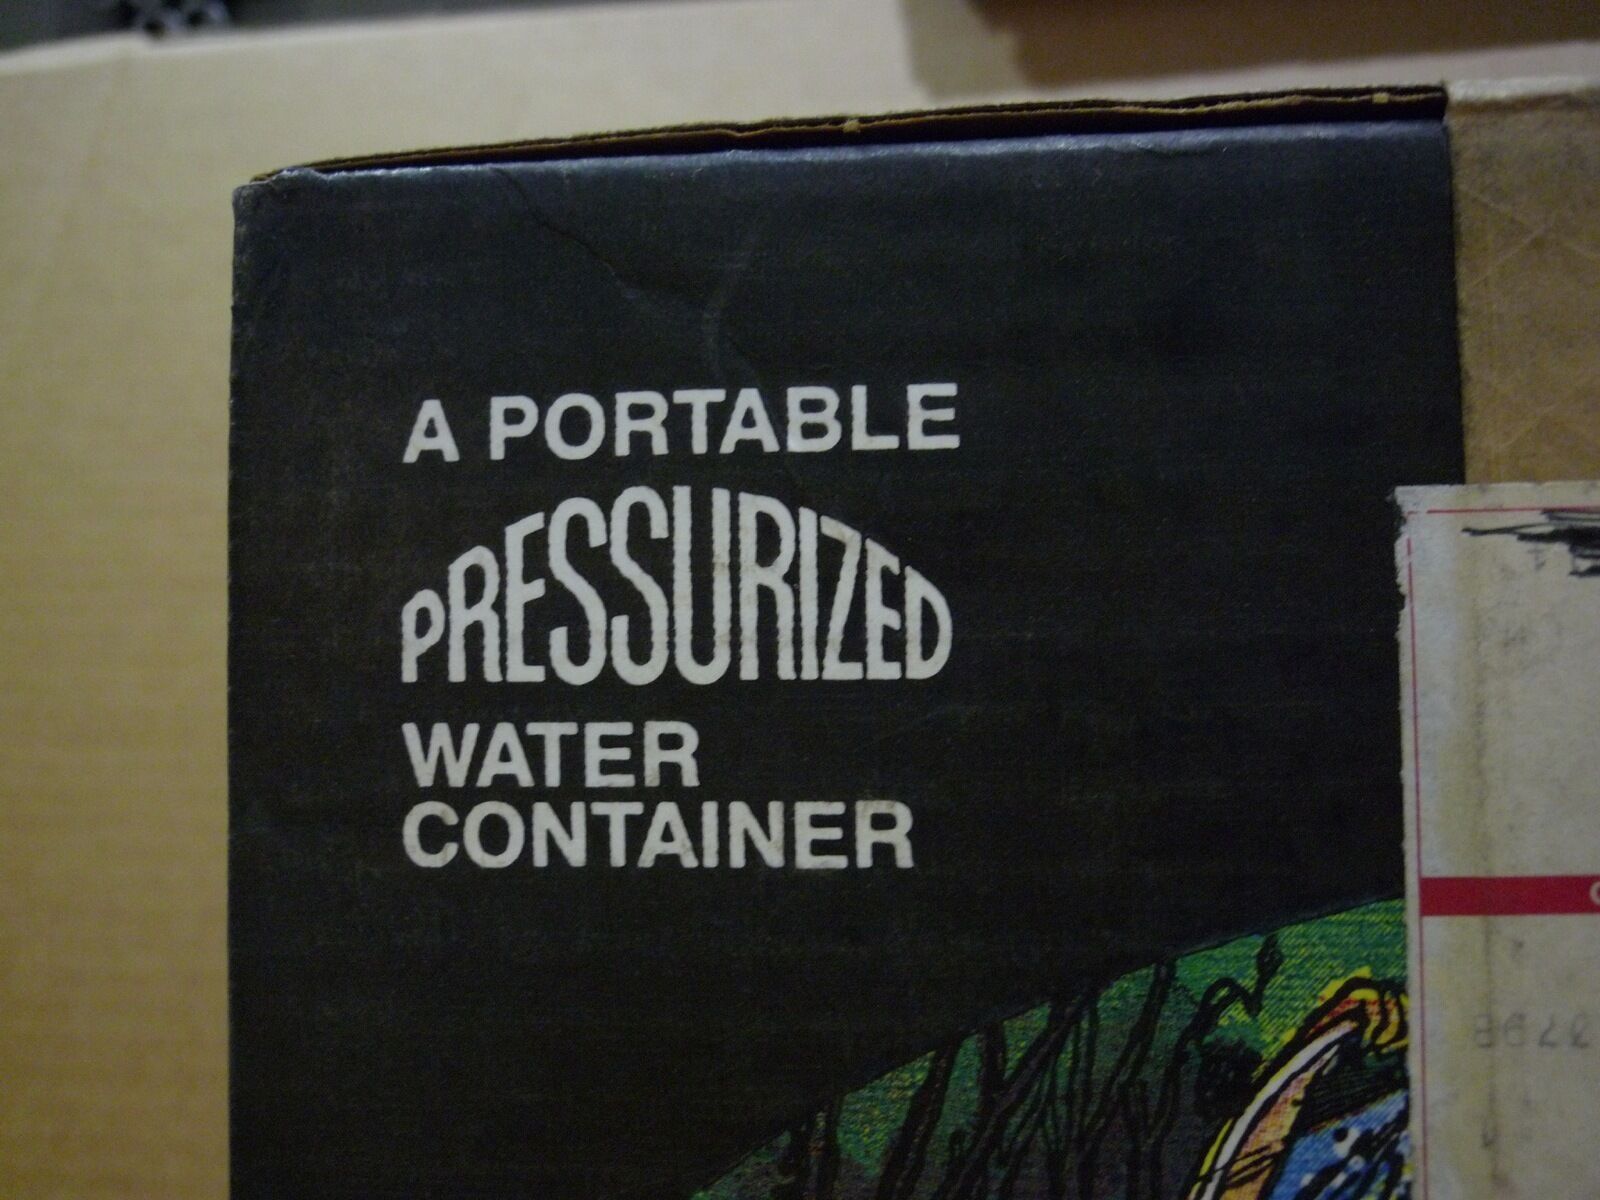 A PORTABLE
PRESSURIZED
WATER
CONTAINER